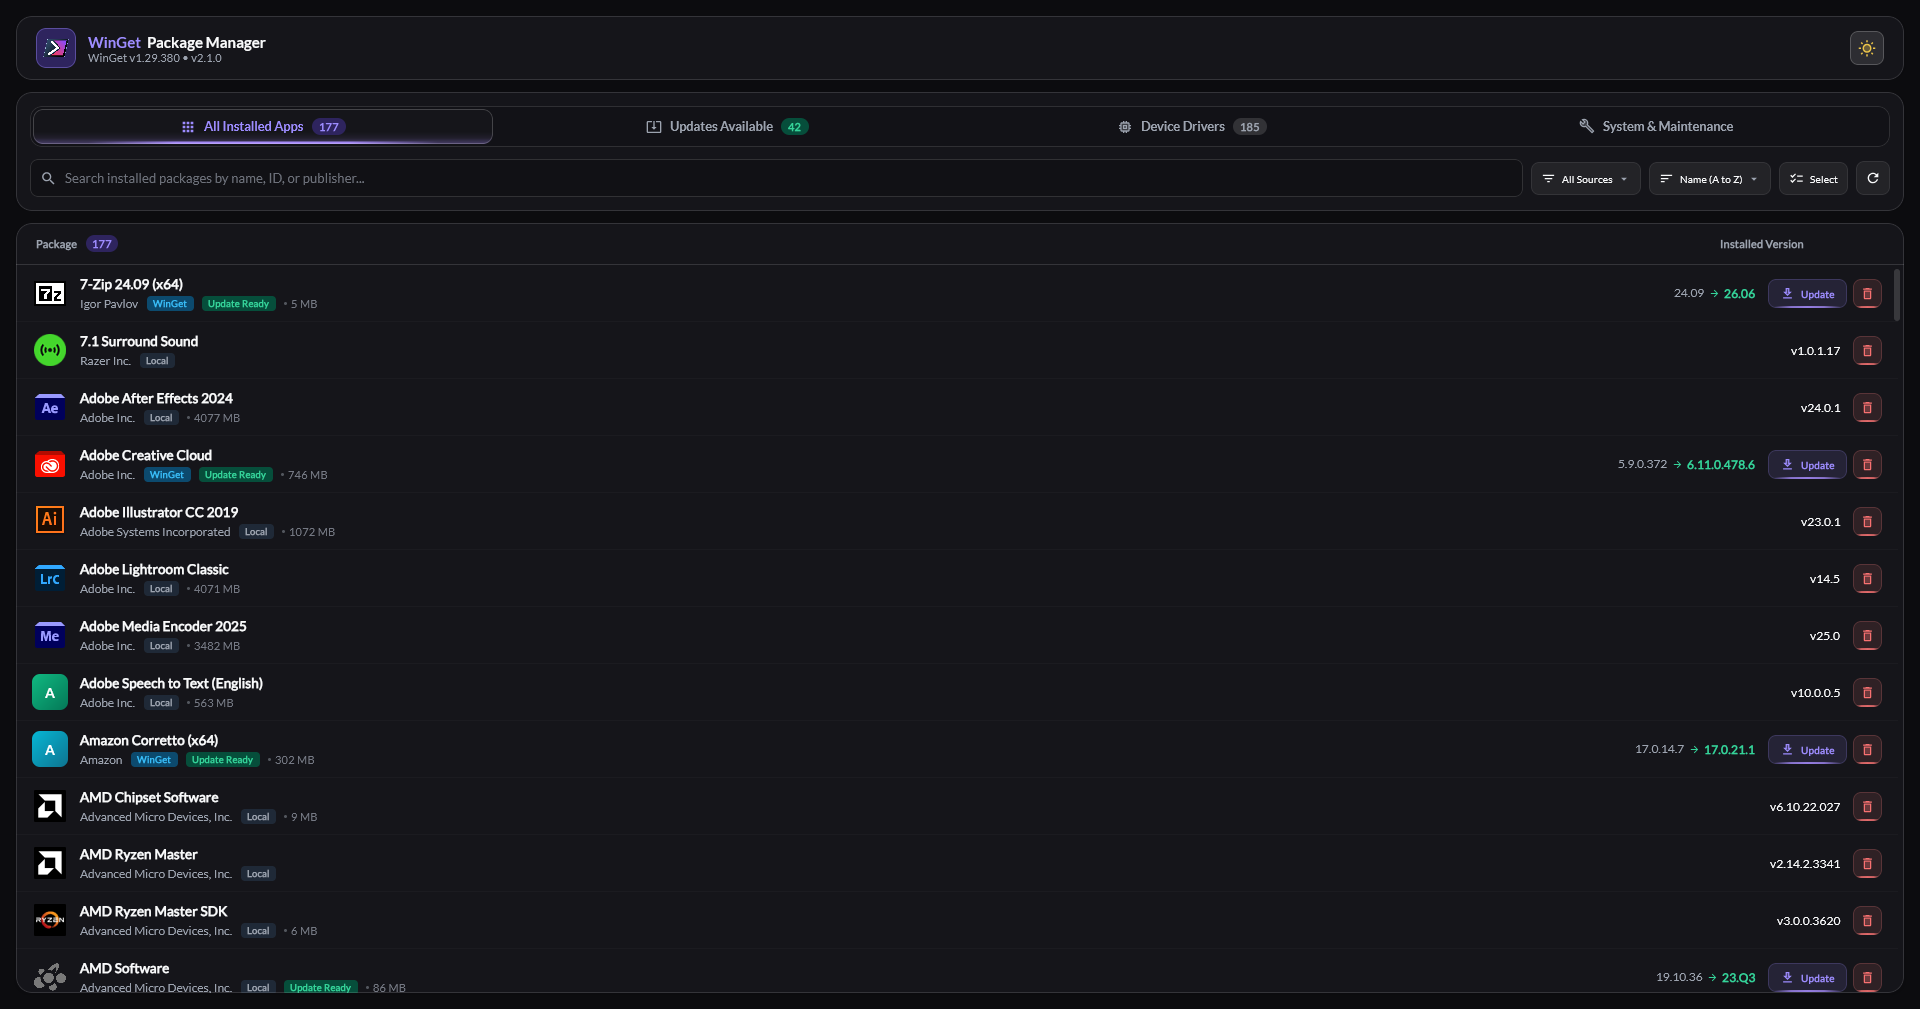 WinGet Package Manager
WinGet v1.29.380 • v2.1.0
All Installed Apps 177
Updates Available 42
Device Drivers 185
System & Maintenance
Search installed packages by name, ID, or publisher...
All Sources
Name (A to Z)
Select
Package 177
Installed Version
7z
7-Zip 24.09 (x64)
Igor Pavlov WinGet Update Ready • 5 MB
24.09 → 26.06 Update
7.1 Surround Sound
Razer Inc. Local
v1.0.1.17
Ae
Adobe After Effects 2024
Adobe Inc. Local • 4077 MB
v24.0.1
Adobe Creative Cloud
Adobe Inc. WinGet Update Ready • 746 MB
5.9.0.372 → 6.11.0.478.6 Update
Ai
Adobe Illustrator CC 2019
Adobe Systems Incorporated Local • 1072 MB
v23.0.1
Lrc
Adobe Lightroom Classic
Adobe Inc. Local • 4071 MB
v14.5
Me
Adobe Media Encoder 2025
Adobe Inc. Local • 3482 MB
v25.0
A
Adobe Speech to Text (English)
Adobe Inc. Local • 563 MB
v10.0.0.5
A
Amazon Corretto (x64)
Amazon WinGet Update Ready • 302 MB
17.0.14.7 → 17.0.21.1 Update
AMD Chipset Software
Advanced Micro Devices, Inc. Local • 9 MB
v6.10.22.027
AMD Ryzen Master
Advanced Micro Devices, Inc. Local
v2.14.2.3341
RYZEN
AMD Ryzen Master SDK
Advanced Micro Devices, Inc. Local • 6 MB
v3.0.0.3620
AMD Software
Advanced Micro Devices, Inc. Local Update Ready • 86 MB
19.10.36 → 23.Q3 Update